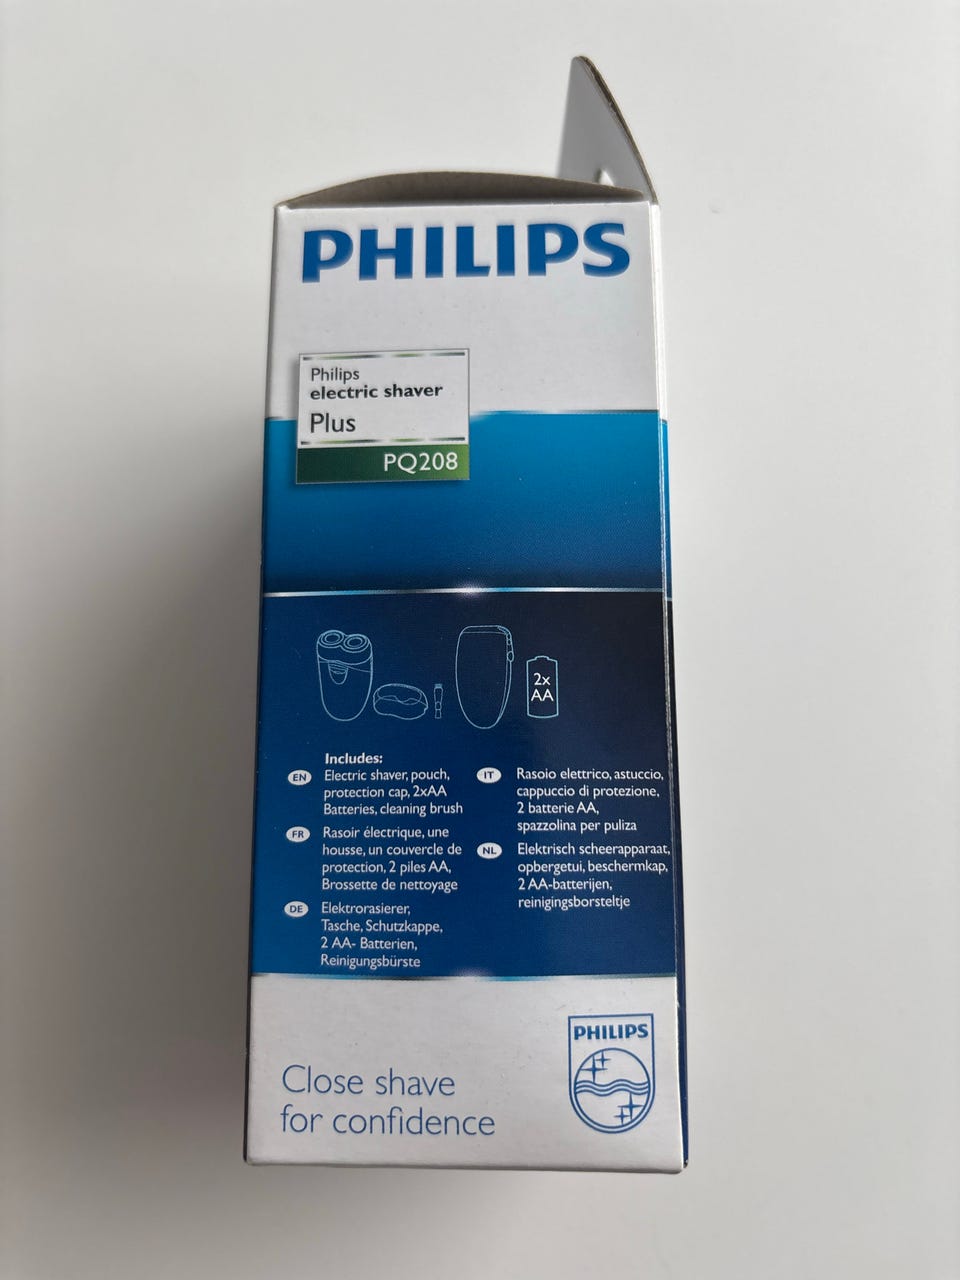 PHILIPS
Philips
electric shaver
Plus
PQ208
2x
AA
Includes:
EN
Electric shaver, pouch,
protection cap, 2xAA
Batteries, cleaning brush
FR
Rasoir électrique, une
housse, un couvercle de
protection, 2 piles AA,
Brossette de nettoyage
DE
Elektrorasierer,
Tasche, Schutzkappe,
2 AA- Batterien,
Reinigungsbürste
IT
Rasoio elettrico, astuccio,
cappuccio di protezione,
2 batterie AA,
spazzolina per puliza
NL
Elektrisch scheerapparaat,
opbergetui, beschermkap,
2 AA-batterijen,
reinigingsborsteltje
Close shave
for confidence
PHILIPS